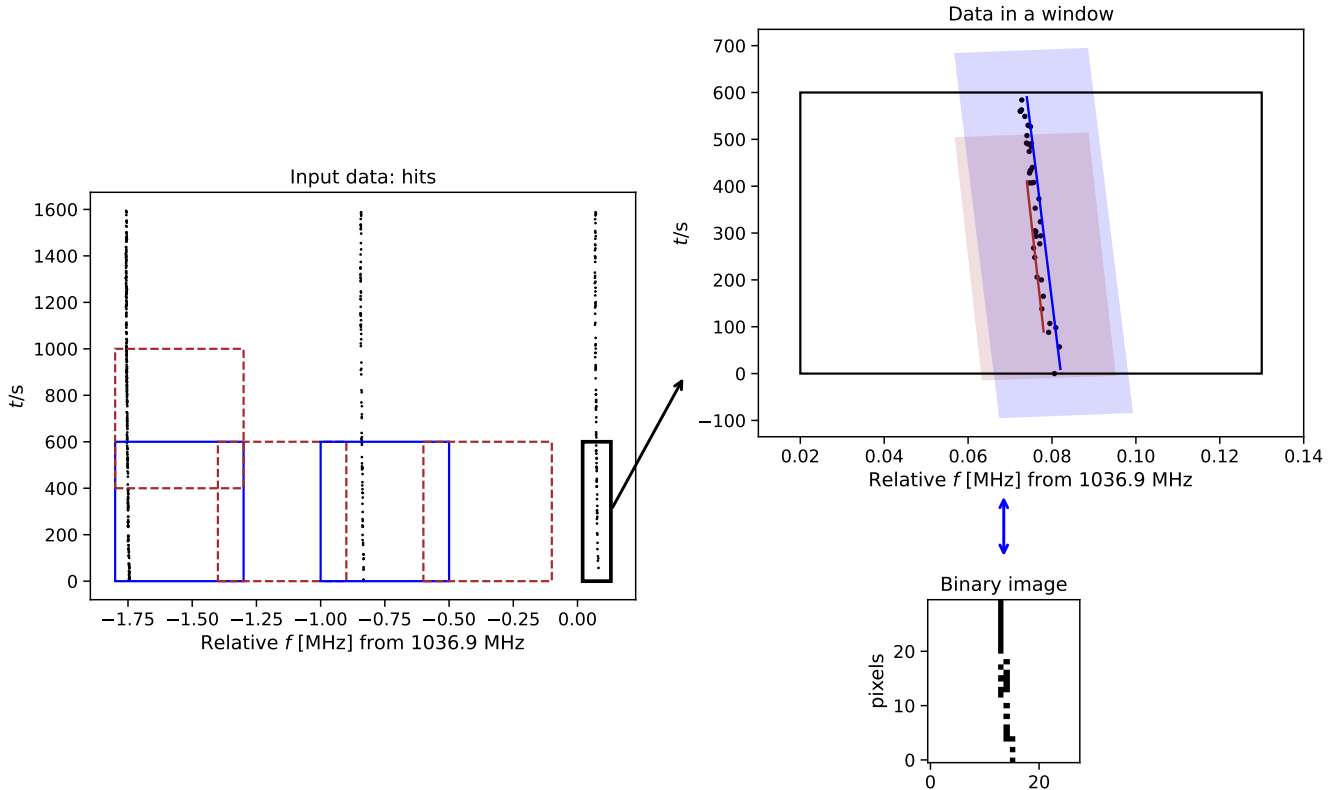 Data in a window
700
600
500
400
300
200
100
0
−100
t/s
0.02 0.04 0.06 0.08 0.10 0.12 0.14
Relative f [MHz] from 1036.9 MHz
Input data: hits
1600
1400
1200
1000
800
600
400
200
0
t/s
−1.75 −1.50 −1.25 −1.00 −0.75 −0.50 −0.25 0.00
Relative f [MHz] from 1036.9 MHz
Binary image
20
10
0
pixels
0 20